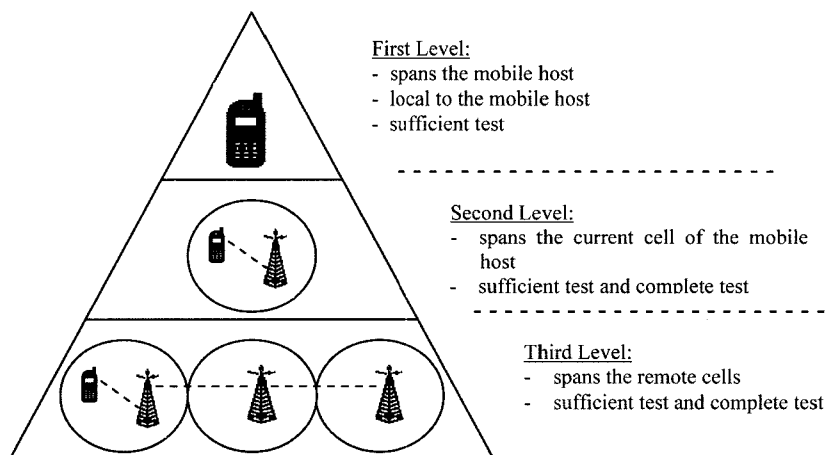 First Level:
- spans the mobile host
- local to the mobile host
- sufficient test
Second Level:
- spans the current cell of the mobile
host
- sufficient test and complete test
Third Level:
- spans the remote cells
- sufficient test and complete test